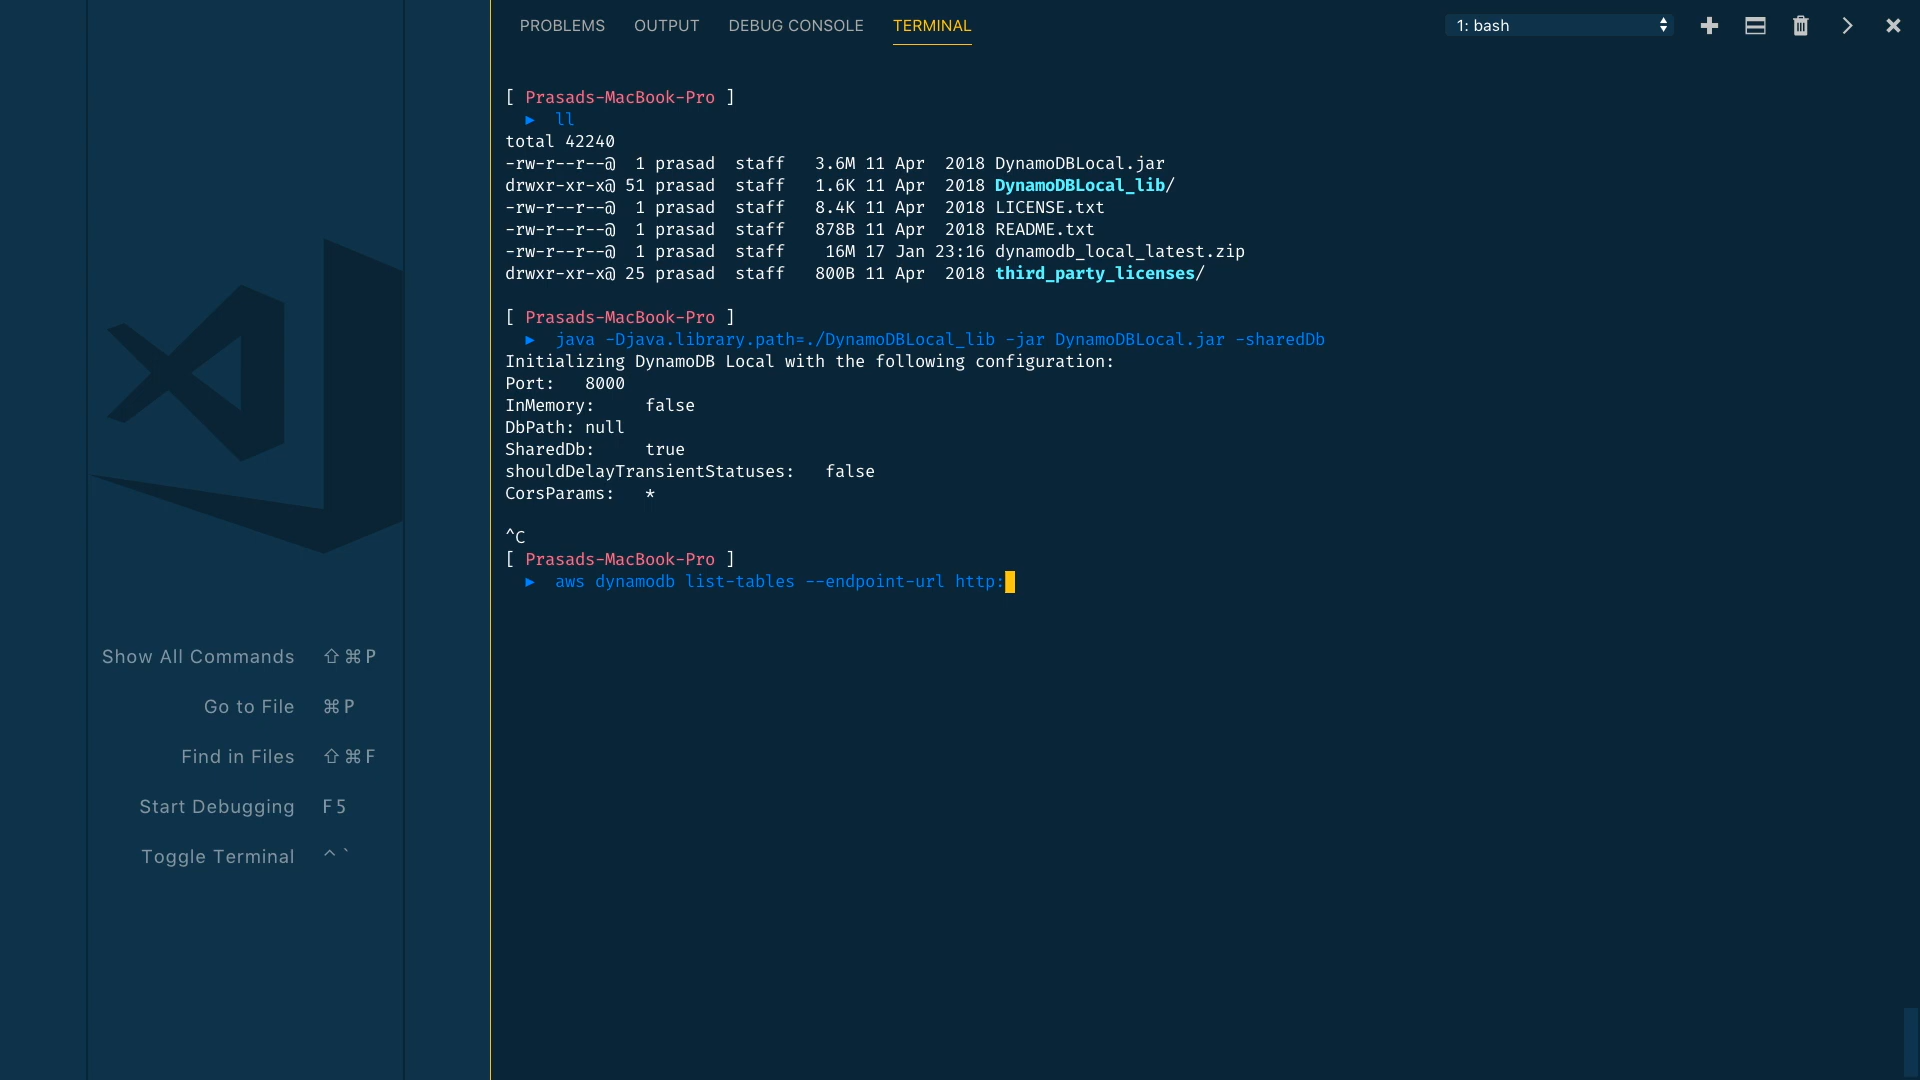 PROBLEMS OUTPUT DEBUG CONSOLE TERMINAL 1: bash
[ Prasads-MacBook-Pro ]
▶ ll
total 42240
-rw-r--r--@  1 prasad  staff   3.6M 11 Apr  2018 DynamoDBLocal.jar
drwxr-xr-x@ 51 prasad  staff   1.6K 11 Apr  2018 DynamoDBLocal_lib/
-rw-r--r--@  1 prasad  staff   8.4K 11 Apr  2018 LICENSE.txt
-rw-r--r--@  1 prasad  staff   878B 11 Apr  2018 README.txt
-rw-r--r--@  1 prasad  staff    16M 17 Jan 23:16 dynamodb_local_latest.zip
drwxr-xr-x@ 25 prasad  staff   800B 11 Apr  2018 third_party_licenses/
[ Prasads-MacBook-Pro ]
▶ java -Djava.library.path=./DynamoDBLocal_lib -jar DynamoDBLocal.jar -sharedDb
Initializing DynamoDB Local with the following configuration:
Port:   8000
InMemory:     false
DbPath: null
SharedDb:     true
shouldDelayTransientStatuses:   false
CorsParams:   *
^C
[ Prasads-MacBook-Pro ]
▶ aws dynamodb list-tables --endpoint-url http:
Show All Commands ⇧⌘P
Go to File ⌘P
Find in Files ⇧⌘F
Start Debugging F5
Toggle Terminal ^`